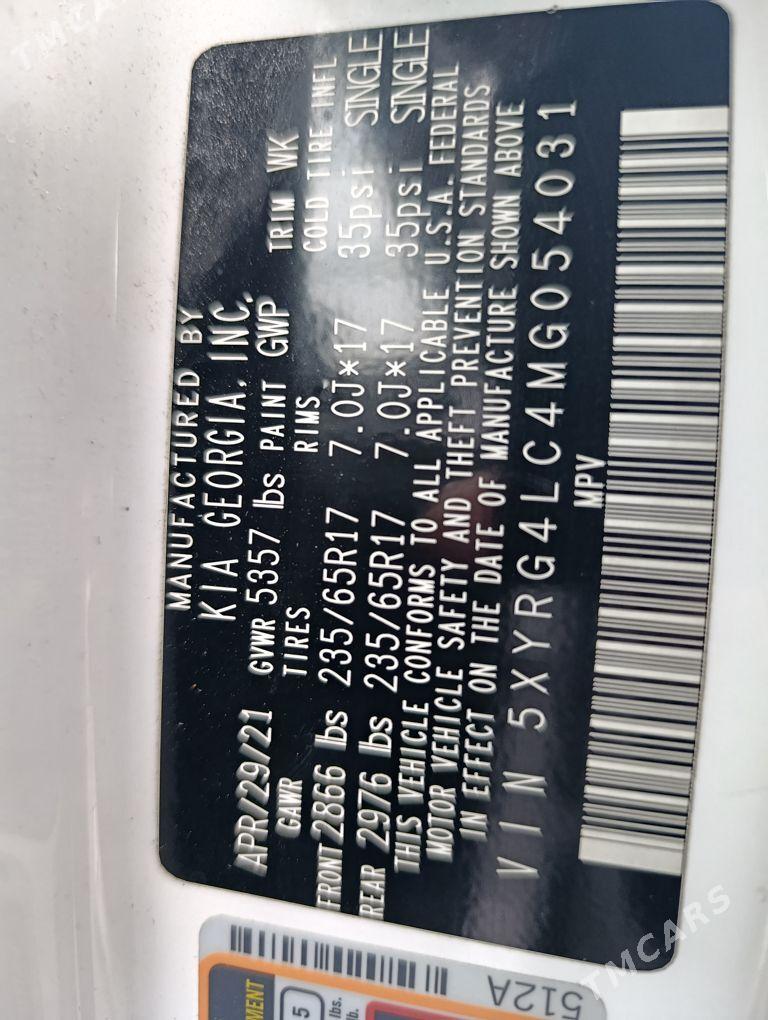 MANUFACTURED BY
KIA GEORGIA, INC.
APR/29/21 GVWR 5357 lbs PAINT GWP TRIM WK
GAWR TIRES RIMS COLD TIRE INFL
FRONT 2866 lbs 235/65R17 7.0J*17 35psi SINGLE
REAR 2976 lbs 235/65R17 7.0J*17 35psi SINGLE
THIS VEHICLE CONFORMS TO ALL APPLICABLE U.S.A. FEDERAL
MOTOR VEHICLE SAFETY AND THEFT PREVENTION STANDARDS
IN EFFECT ON THE DATE OF MANUFACTURE SHOWN ABOVE
VIN 5XYRG4LC4MG054031
MPV
512A
5
lbs.
TMCARS
TMCARS